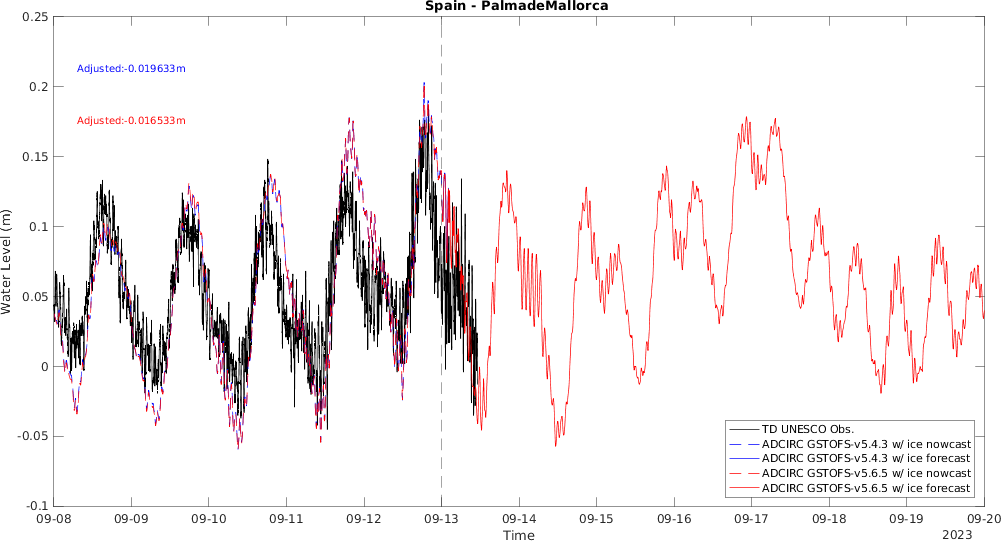 Spain - PalmadeMallorca
0.25
0.2
0.15
0.1
0.05
0
-0.05
-0.1
Water Level (m)
Adjusted:-0.019633m
Adjusted:-0.016533m
TD UNESCO Obs.
ADCIRC GSTOFS-v5.4.3 w/ ice nowcast
ADCIRC GSTOFS-v5.4.3 w/ ice forecast
ADCIRC GSTOFS-v5.6.5 w/ ice nowcast
ADCIRC GSTOFS-v5.6.5 w/ ice forecast
09-08 09-09 09-10 09-11 09-12 09-13 09-14 09-15 09-16 09-17 09-18 09-19 09-20
Time
2023